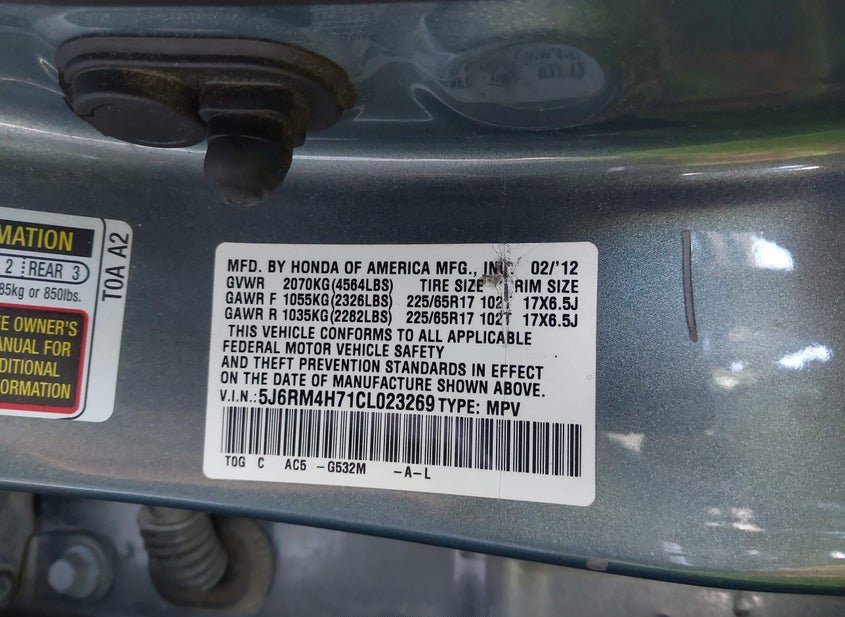 MATION
2 REAR 3
85kg or 850lbs.
E OWNER'S
ANUAL FOR
DITIONAL
FORMATION
T0A A2
MFD. BY HONDA OF AMERICA MFG., INC. 02/'12
GVWR 2070KG(4564LBS) TIRE SIZE RIM SIZE
GAWR F 1055KG(2326LBS) 225/65R17 102T 17X6.5J
GAWR R 1035KG(2282LBS) 225/65R17 102T 17X6.5J
THIS VEHICLE CONFORMS TO ALL APPLICABLE
FEDERAL MOTOR VEHICLE SAFETY
AND THEFT PREVENTION STANDARDS IN EFFECT
ON THE DATE OF MANUFACTURE SHOWN ABOVE.
V.I.N.: 5J6RM4H71CL023269 TYPE: MPV
T0G C AC5 -G532M -A-L